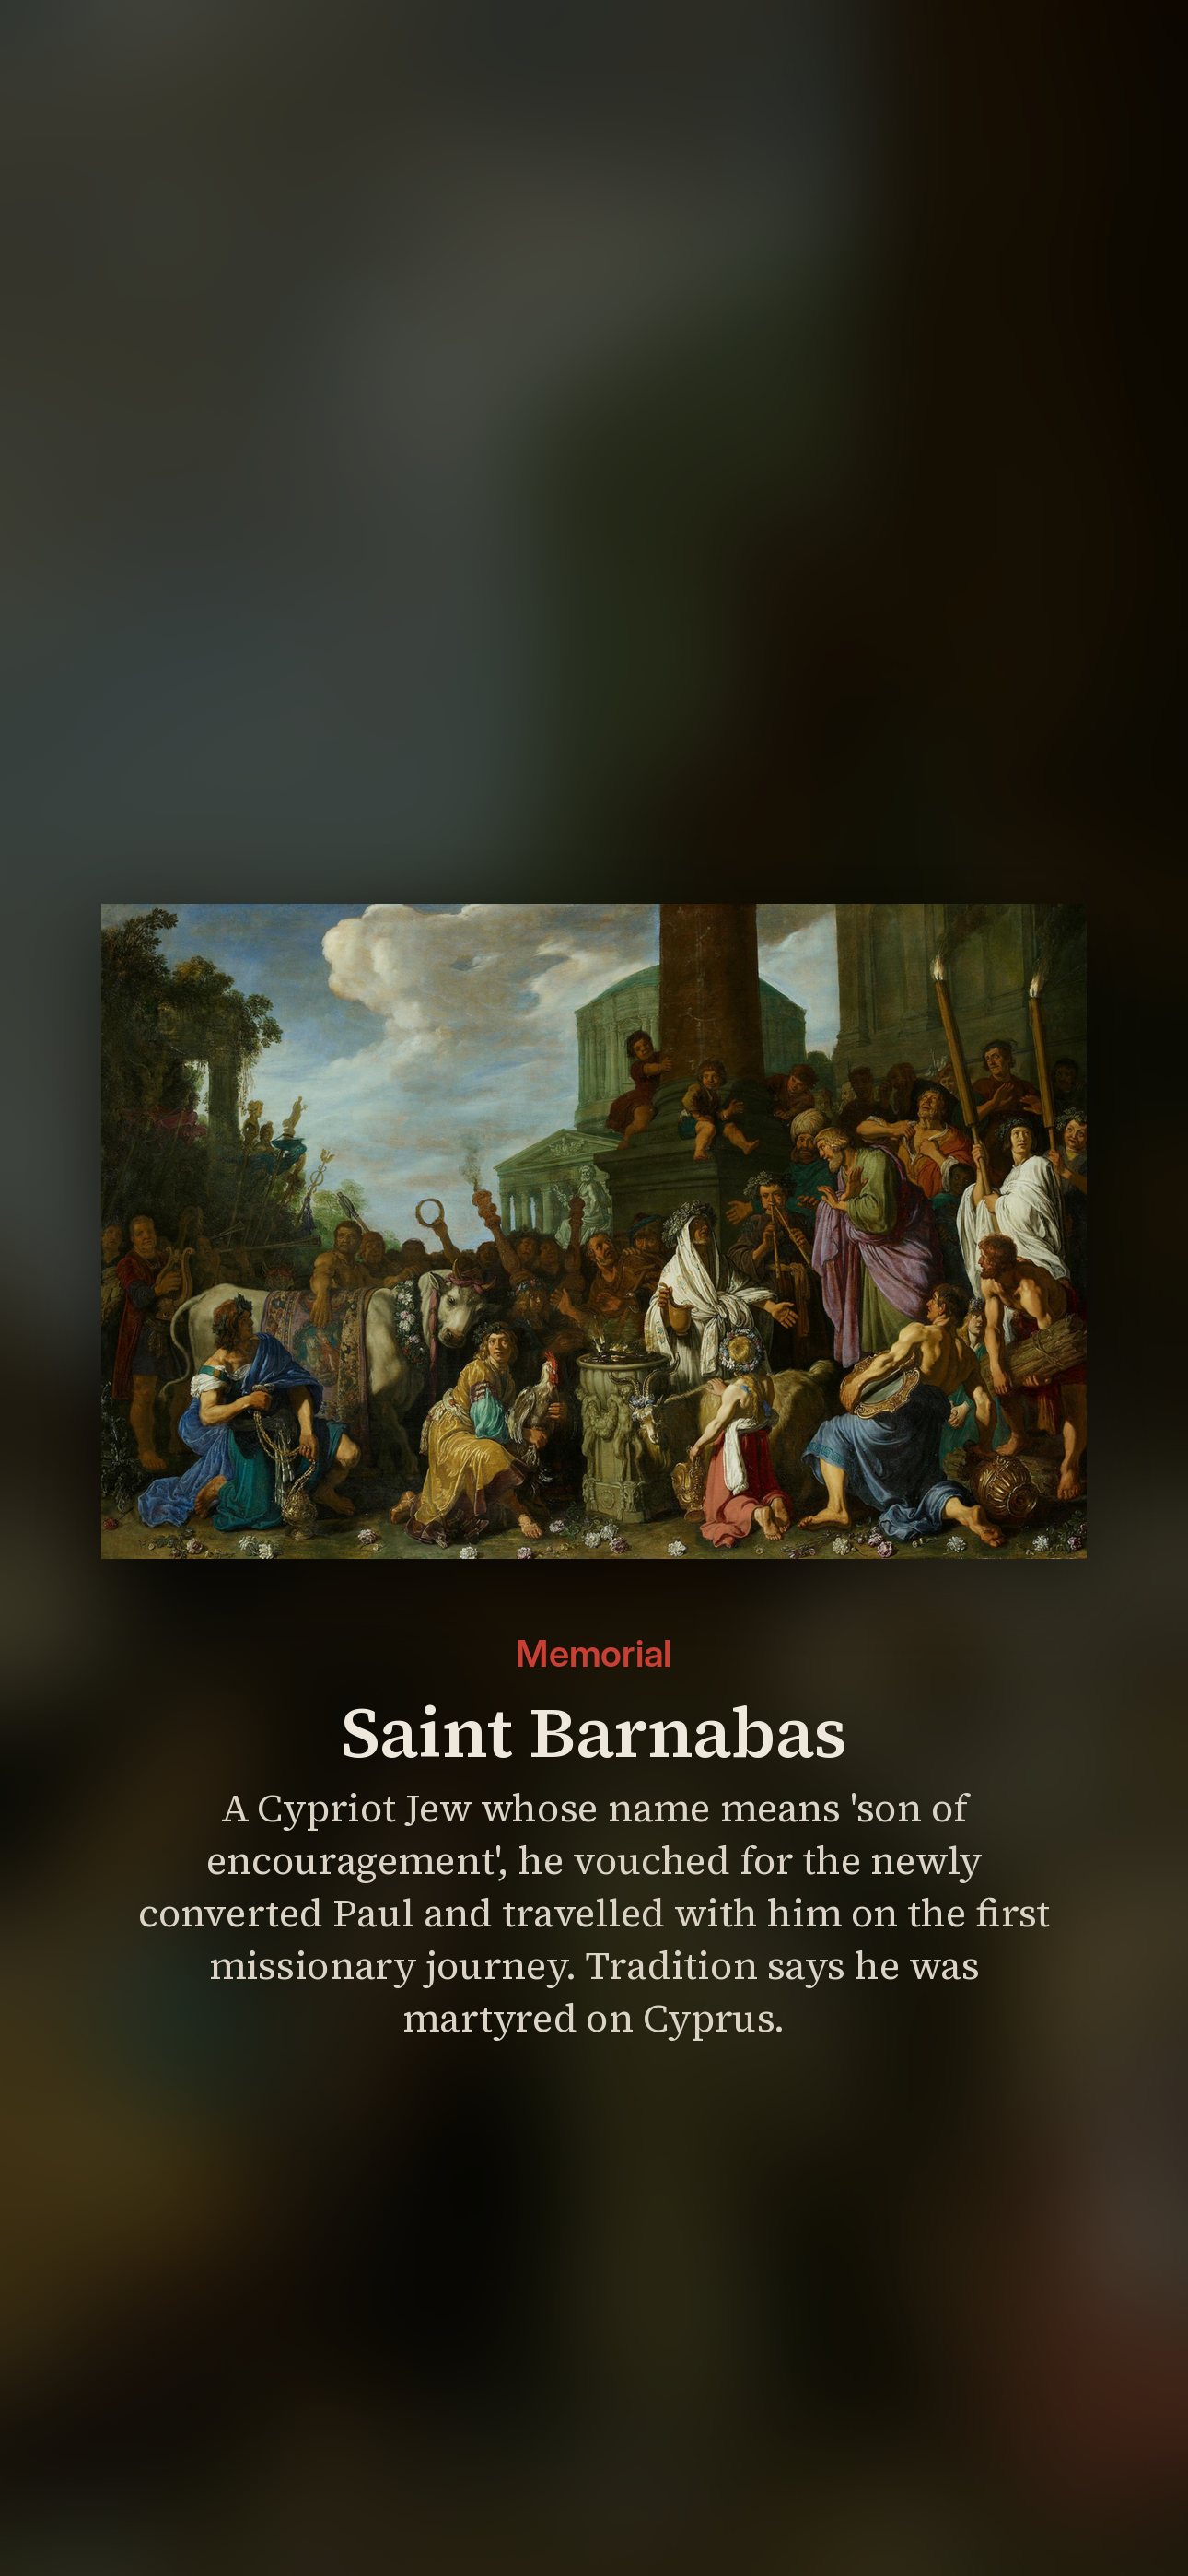 Memorial
Saint Barnabas
A Cypriot Jew whose name means 'son of
encouragement', he vouched for the newly
converted Paul and travelled with him on the first
missionary journey. Tradition says he was
martyred on Cyprus.